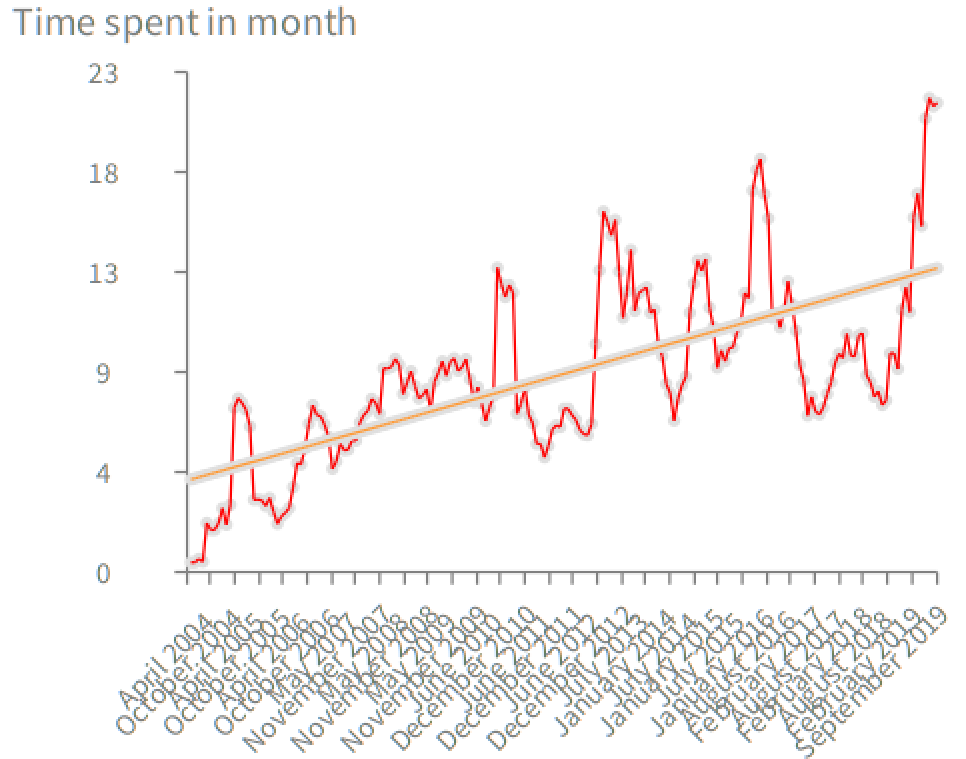 Time spent in month
23
18
13
9
4
0
April 2004
October 2004
April 2005
October 2005
April 2006
October 2006
May 2007
November 2007
May 2008
November 2008
May 2009
November 2009
June 2010
December 2010
June 2011
December 2011
June 2012
December 2012
July 2013
January 2014
July 2014
January 2015
July 2015
January 2016
August 2016
February 2017
August 2017
February 2018
August 2018
February 2019
September 2019